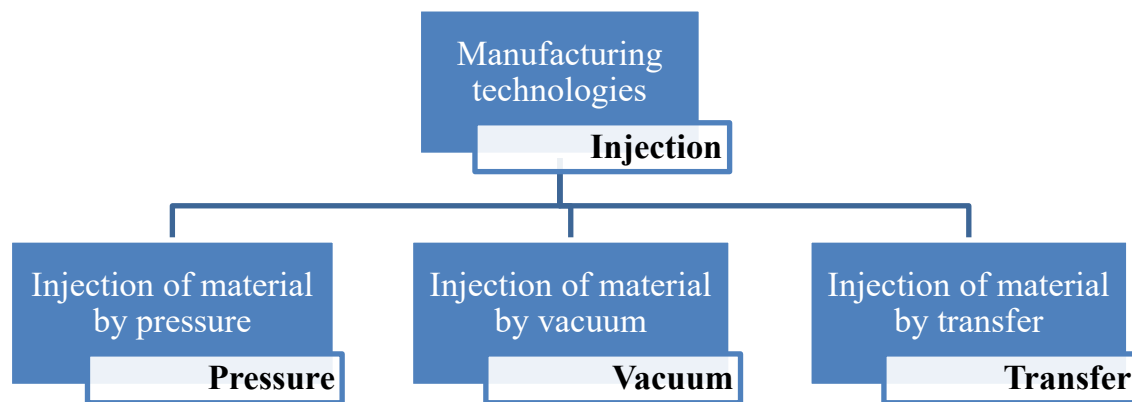 Manufacturing
technologies
Injection
Injection of material
by pressure
Pressure
Injection of material
by vacuum
Vacuum
Injection of material
by transfer
Transfer